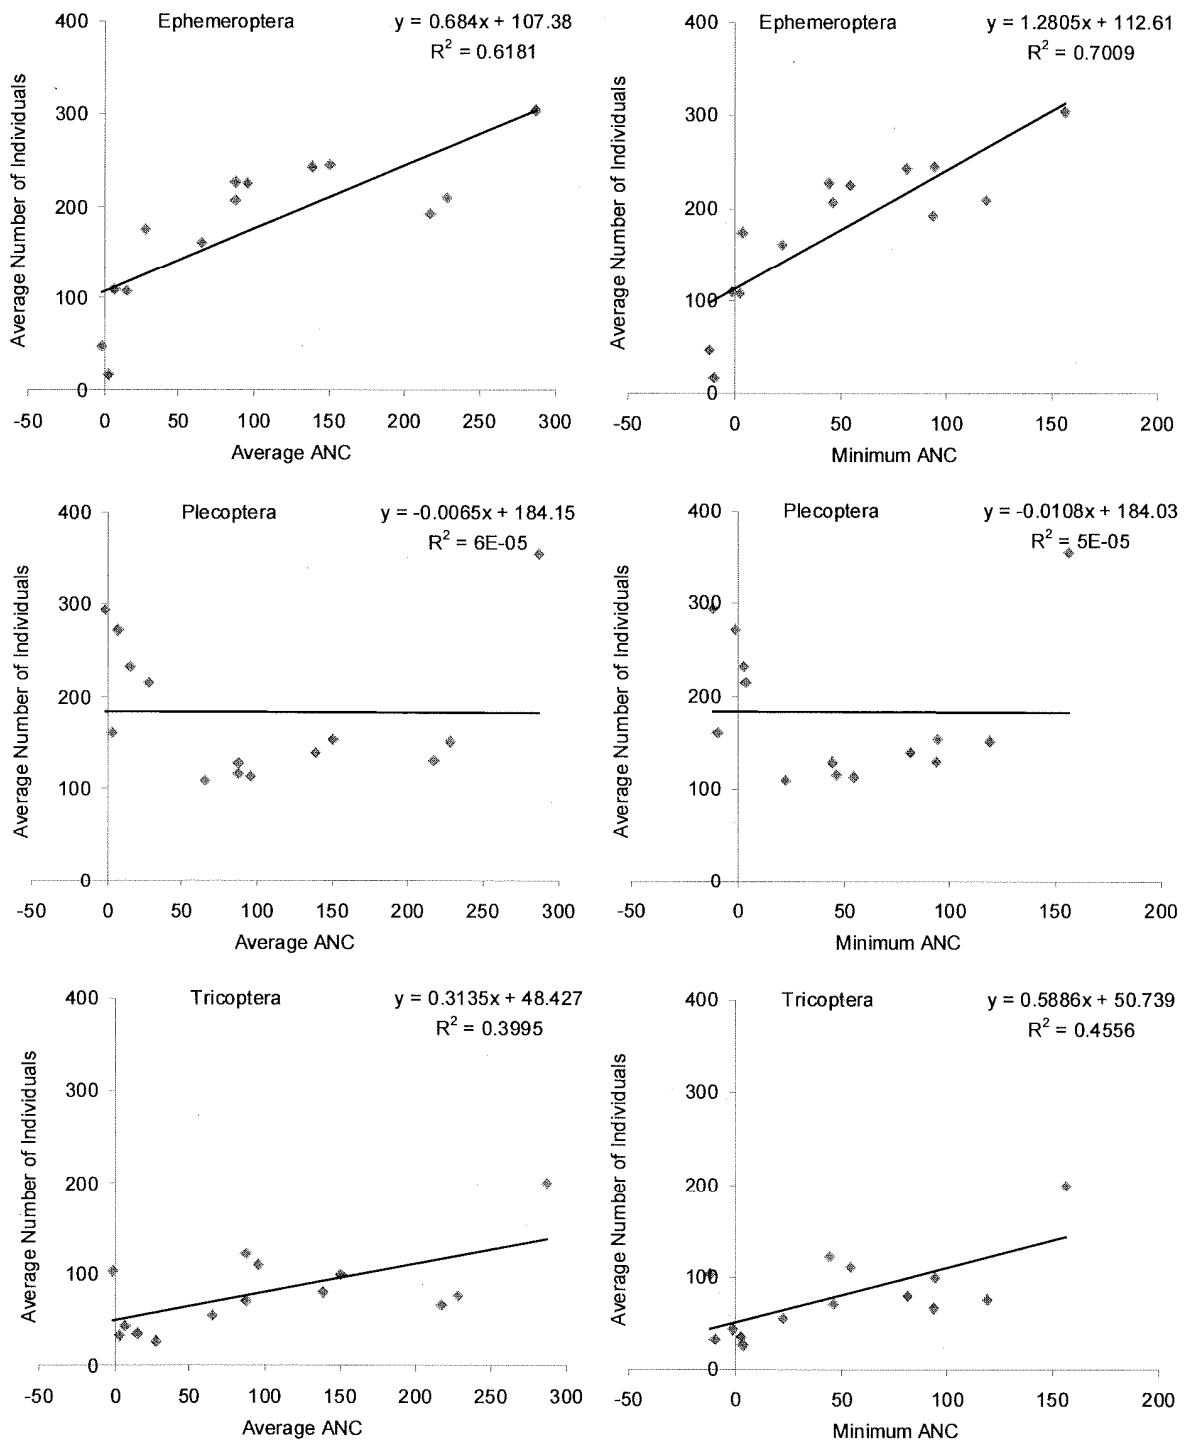 Ephemeroptera
y = 0.684x + 107.38
R² = 0.6181
400
300
200
100
0
-50 0 50 100 150 200 250 300
Average Number of Individuals
Average ANC
Ephemeroptera
y = 1.2805x + 112.61
R² = 0.7009
400
300
200
100
0
-50 0 50 100 150 200
Average Number of Individuals
Minimum ANC
Plecoptera
y = -0.0065x + 184.15
R² = 6E-05
400
300
200
100
0
-50 0 50 100 150 200 250 300
Average Number of Individuals
Average ANC
Plecoptera
y = -0.0108x + 184.03
R² = 5E-05
400
300
200
100
0
-50 0 50 100 150 200
Average Number of Individuals
Minimum ANC
Tricoptera
y = 0.3135x + 48.427
R² = 0.3995
400
300
200
100
0
-50 0 50 100 150 200 250 300
Average Number of Individuals
Average ANC
Tricoptera
y = 0.5886x + 50.739
R² = 0.4556
400
300
200
100
0
-50 0 50 100 150 200
Average Number of Individuals
Minimum ANC